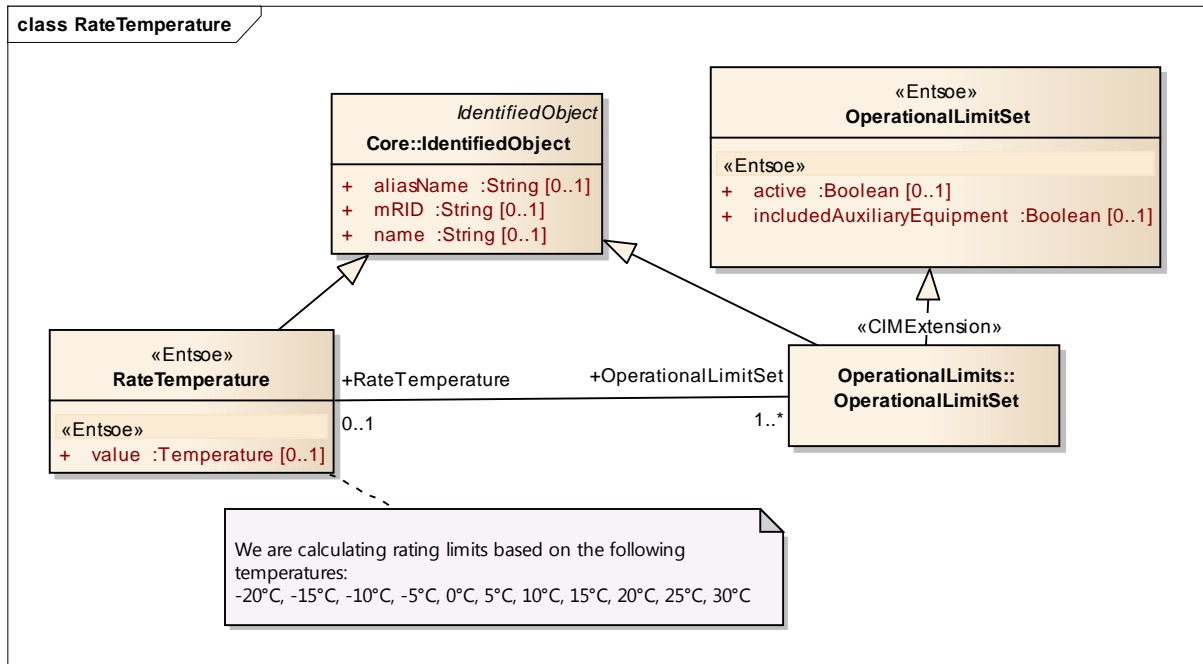 class RateTemperature
IdentifiedObject
Core::IdentifiedObject
+ aliasName :String [0..1]
+ mRID :String [0..1]
+ name :String [0..1]
«Entsoe»
OperationalLimitSet
«Entsoe»
+ active :Boolean [0..1]
+ includedAuxiliaryEquipment :Boolean [0..1]
«CIMExtension»
«Entsoe»
RateTemperature
«Entsoe»
+ value :Temperature [0..1]
+RateTemperature
0..1
+OperationalLimitSet
1..*
OperationalLimits::
OperationalLimitSet
We are calculating rating limits based on the following
temperatures:
-20°C, -15°C, -10°C, -5°C, 0°C, 5°C, 10°C, 15°C, 20°C, 25°C, 30°C